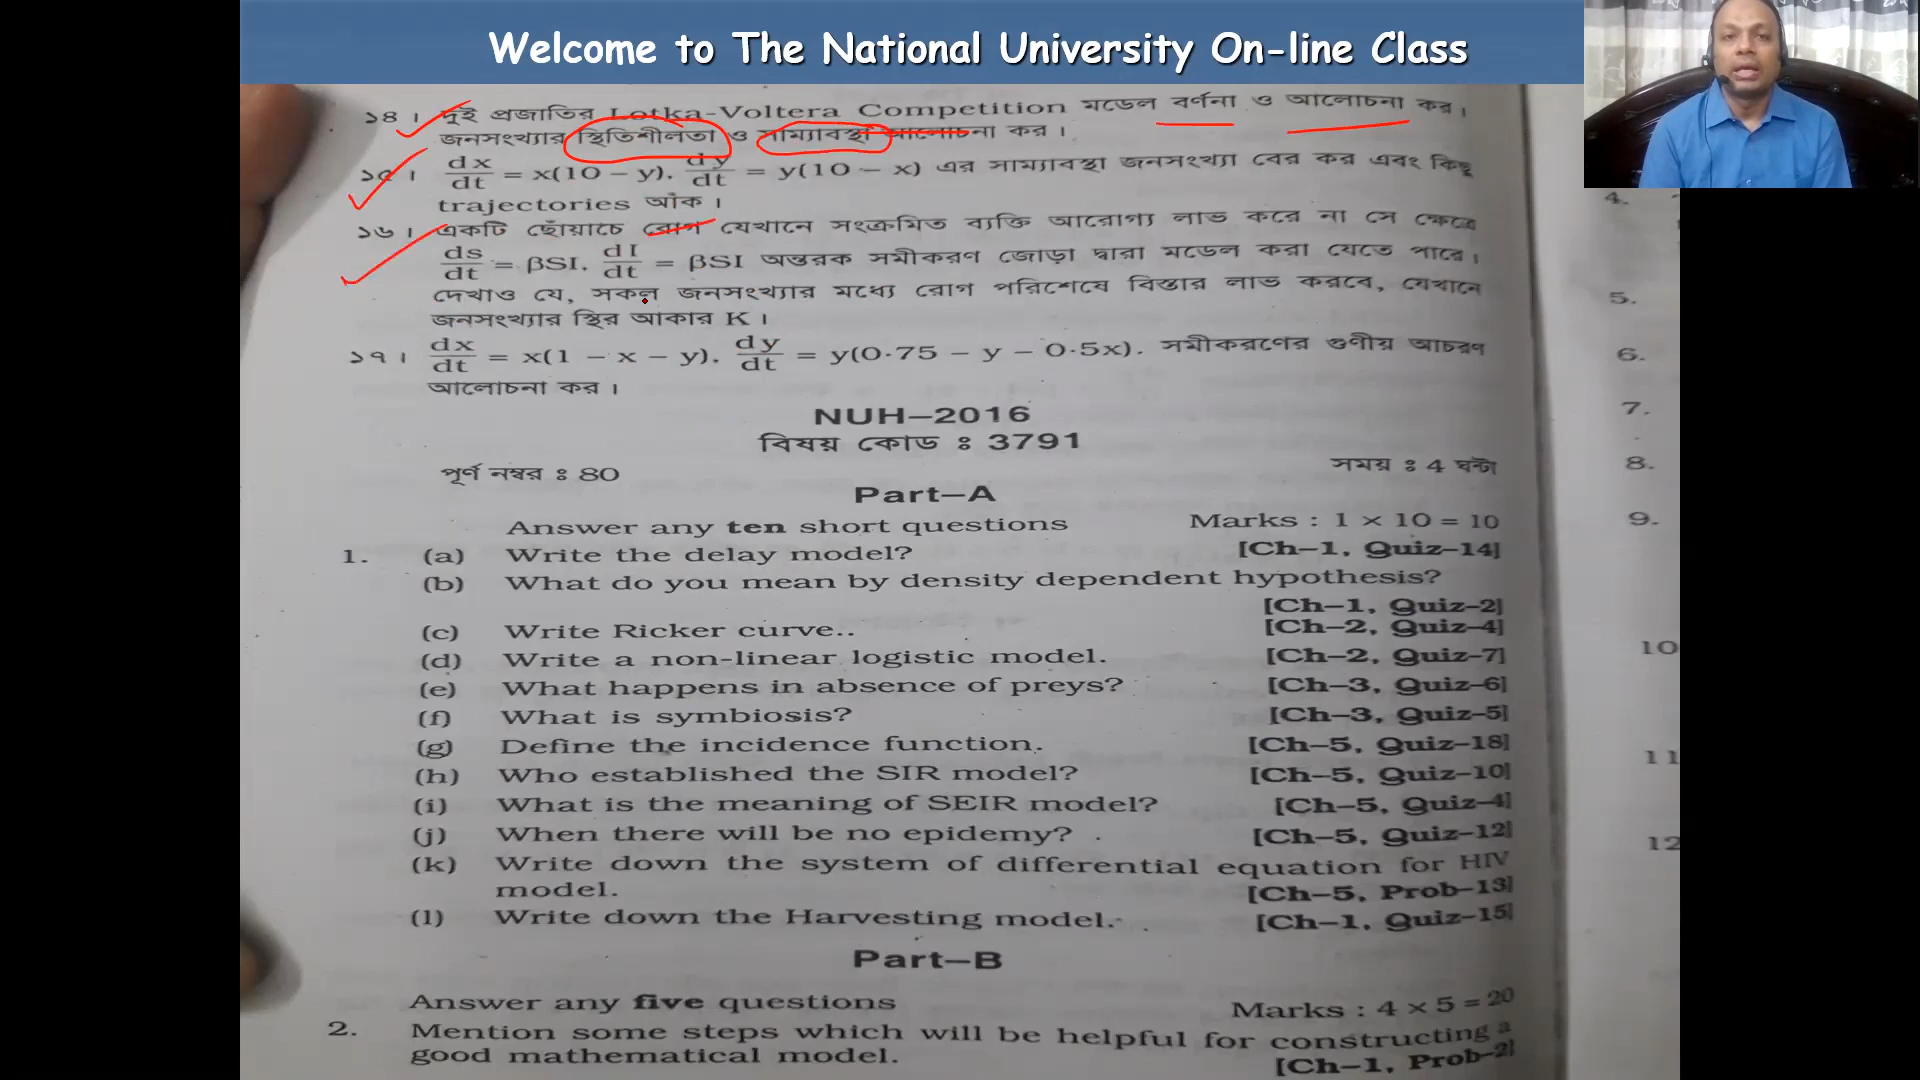 Welcome to The National University On-line Class
১৪। দুই প্রজাতির Lotka-Voltera Competition মডেল বর্ণনা ও আলোচনা কর।
জনসংখ্যার স্থিতিশীলতা ও সাম্যাবস্থা আলোচনা কর।
১৫। dx/dt = x(10 – y), dy/dt = y(10 – x) এর সাম্যাবস্থা জনসংখ্যা বের কর এবং কিছু
trajectories আঁক।
১৬। একটি ছোঁয়াচে রোগ যেখানে সংক্রমিত ব্যক্তি আরোগ্য লাভ করে না সে ক্ষেত্রে
ds/dt = βSI, dI/dt = βSI অন্তরক সমীকরণ জোড়া দ্বারা মডেল করা যেতে পারে।
দেখাও যে, সকল জনসংখ্যার মধ্যে রোগ পরিশেষে বিস্তার লাভ করবে, যেখানে
জনসংখ্যার স্থির আকার K।
১৭। dx/dt = x(1 – x – y), dy/dt = y(0·75 – y – 0·5x). সমীকরণের গুণীয় আচরণ
আলোচনা কর।
NUH–2016
বিষয় কোড ঃ 3791
পূর্ণ নম্বর ঃ 80 সময় ঃ 4 ঘন্টা
Part–A
Answer any ten short questions Marks : 1 × 10 = 10
1. (a) Write the delay model? [Ch–1, Quiz–14]
(b) What do you mean by density dependent hypothesis?
[Ch–1, Quiz–2]
(c) Write Ricker curve.. [Ch–2, Quiz–4]
(d) Write a non-linear logistic model. [Ch–2, Quiz–7]
(e) What happens in absence of preys? [Ch–3, Quiz–6]
(f) What is symbiosis? [Ch–3, Quiz–5]
(g) Define the incidence function. [Ch–5, Quiz–18]
(h) Who established the SIR model? [Ch–5, Quiz–10]
(i) What is the meaning of SEIR model? [Ch–5, Quiz–4]
(j) When there will be no epidemy? [Ch–5, Quiz–12]
(k) Write down the system of differential equation for HIV
model. [Ch–5, Prob–13]
(l) Write down the Harvesting model. [Ch–1, Quiz–15]
Part–B
Answer any five questions Marks : 4 × 5 = 20
2. Mention some steps which will be helpful for constructing a
good mathematical model. [Ch–1, Prob–2]
4.
5.
6.
7.
8.
9.
10
11
12